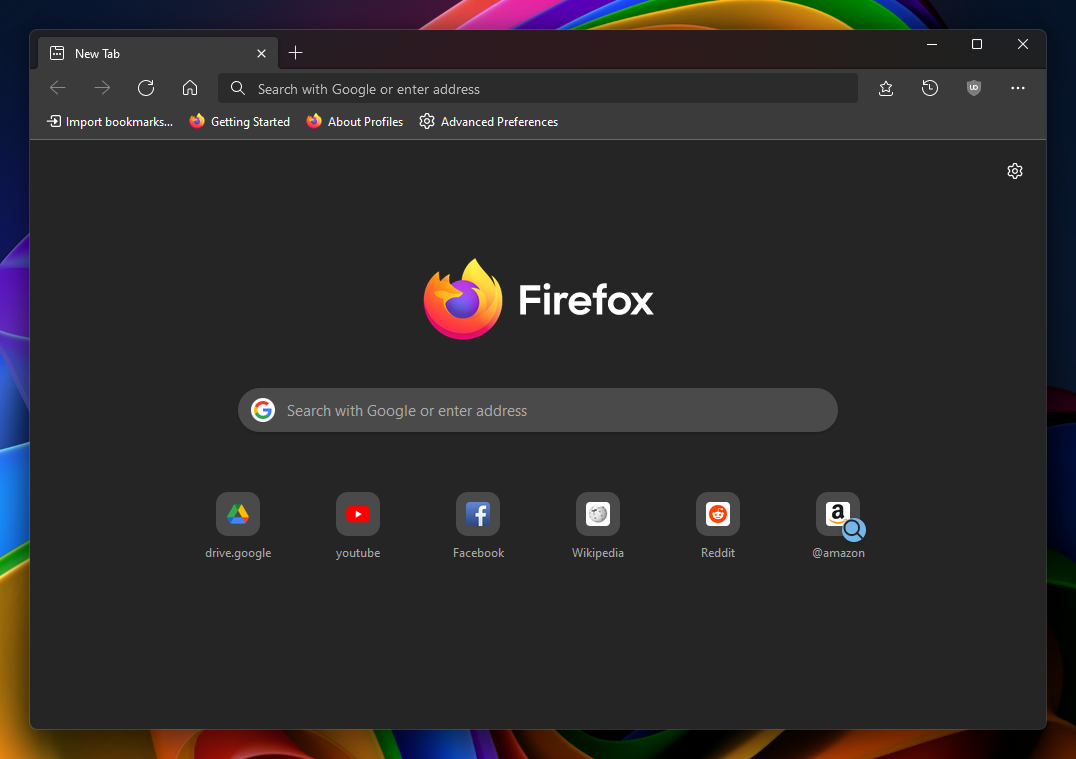 New Tab
Search with Google or enter address
Import bookmarks...
Getting Started
About Profiles
Advanced Preferences
Firefox
Search with Google or enter address
drive.google
youtube
Facebook
Wikipedia
Reddit
@amazon